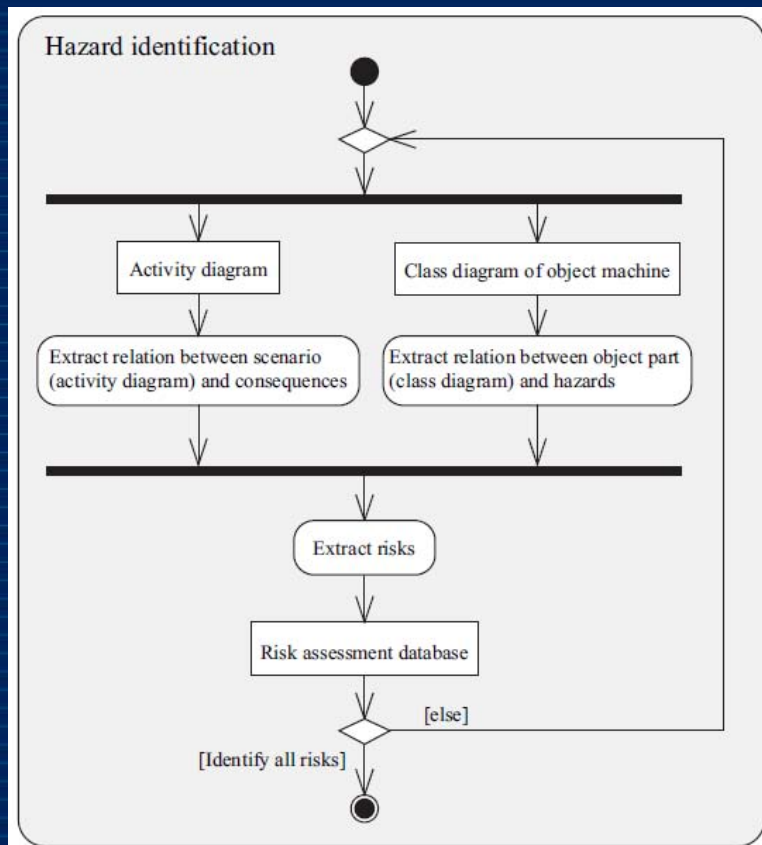 Hazard identification
Activity diagram
Class diagram of object machine
Extract relation between scenario
(activity diagram) and consequences
Extract relation between object part
(class diagram) and hazards
Extract risks
Risk assessment database
[else]
[Identify all risks]